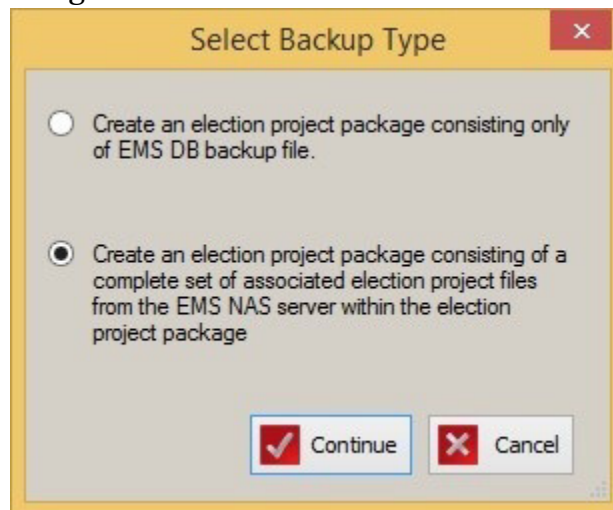 Select Backup Type
Create an election project package consisting only
of EMS DB backup file.
Create an election project package consisting of a
complete set of associated election project files
from the EMS NAS server within the election
project package
Continue
Cancel